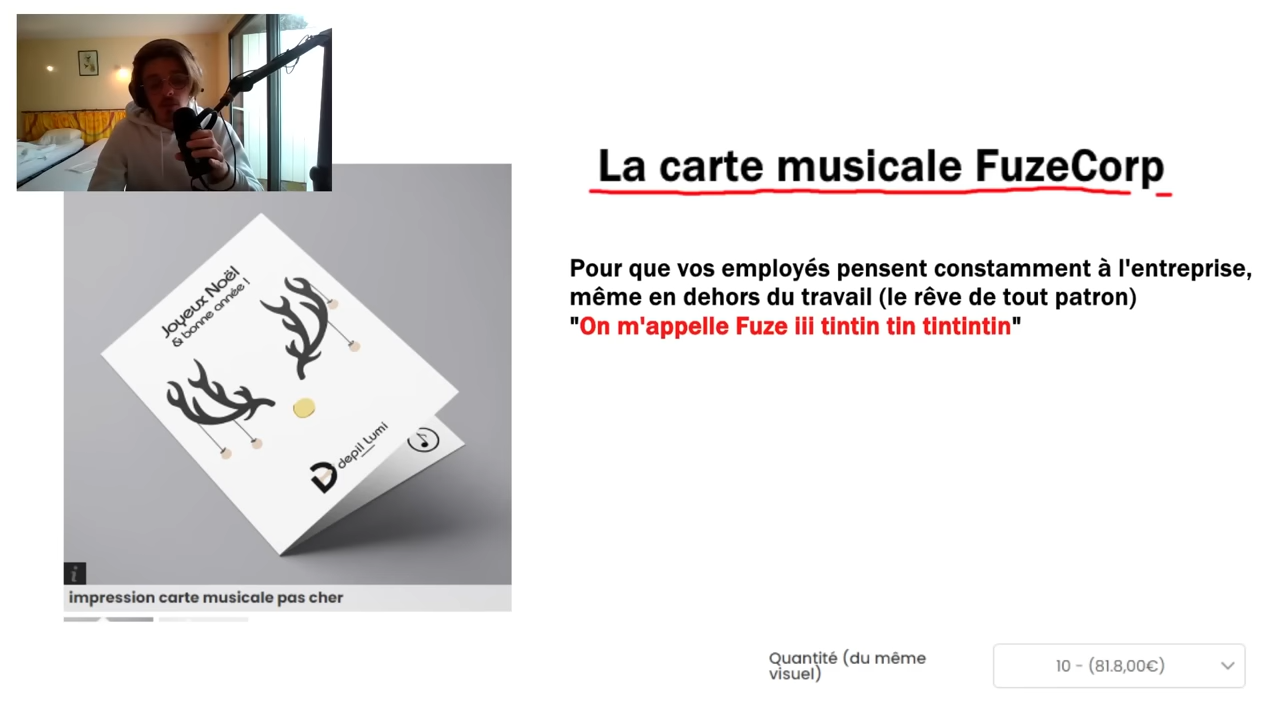 La carte musicale FuzeCorp
Pour que vos employés pensent constamment à l'entreprise,
même en dehors du travail (le rêve de tout patron)
"On m'appelle Fuze iii tintin tin tintintin"
Joyeux Noël
& bonne année !
depil Lumi
impression carte musicale pas cher
Quantité (du même
visuel)
10 - (81.8,00€)